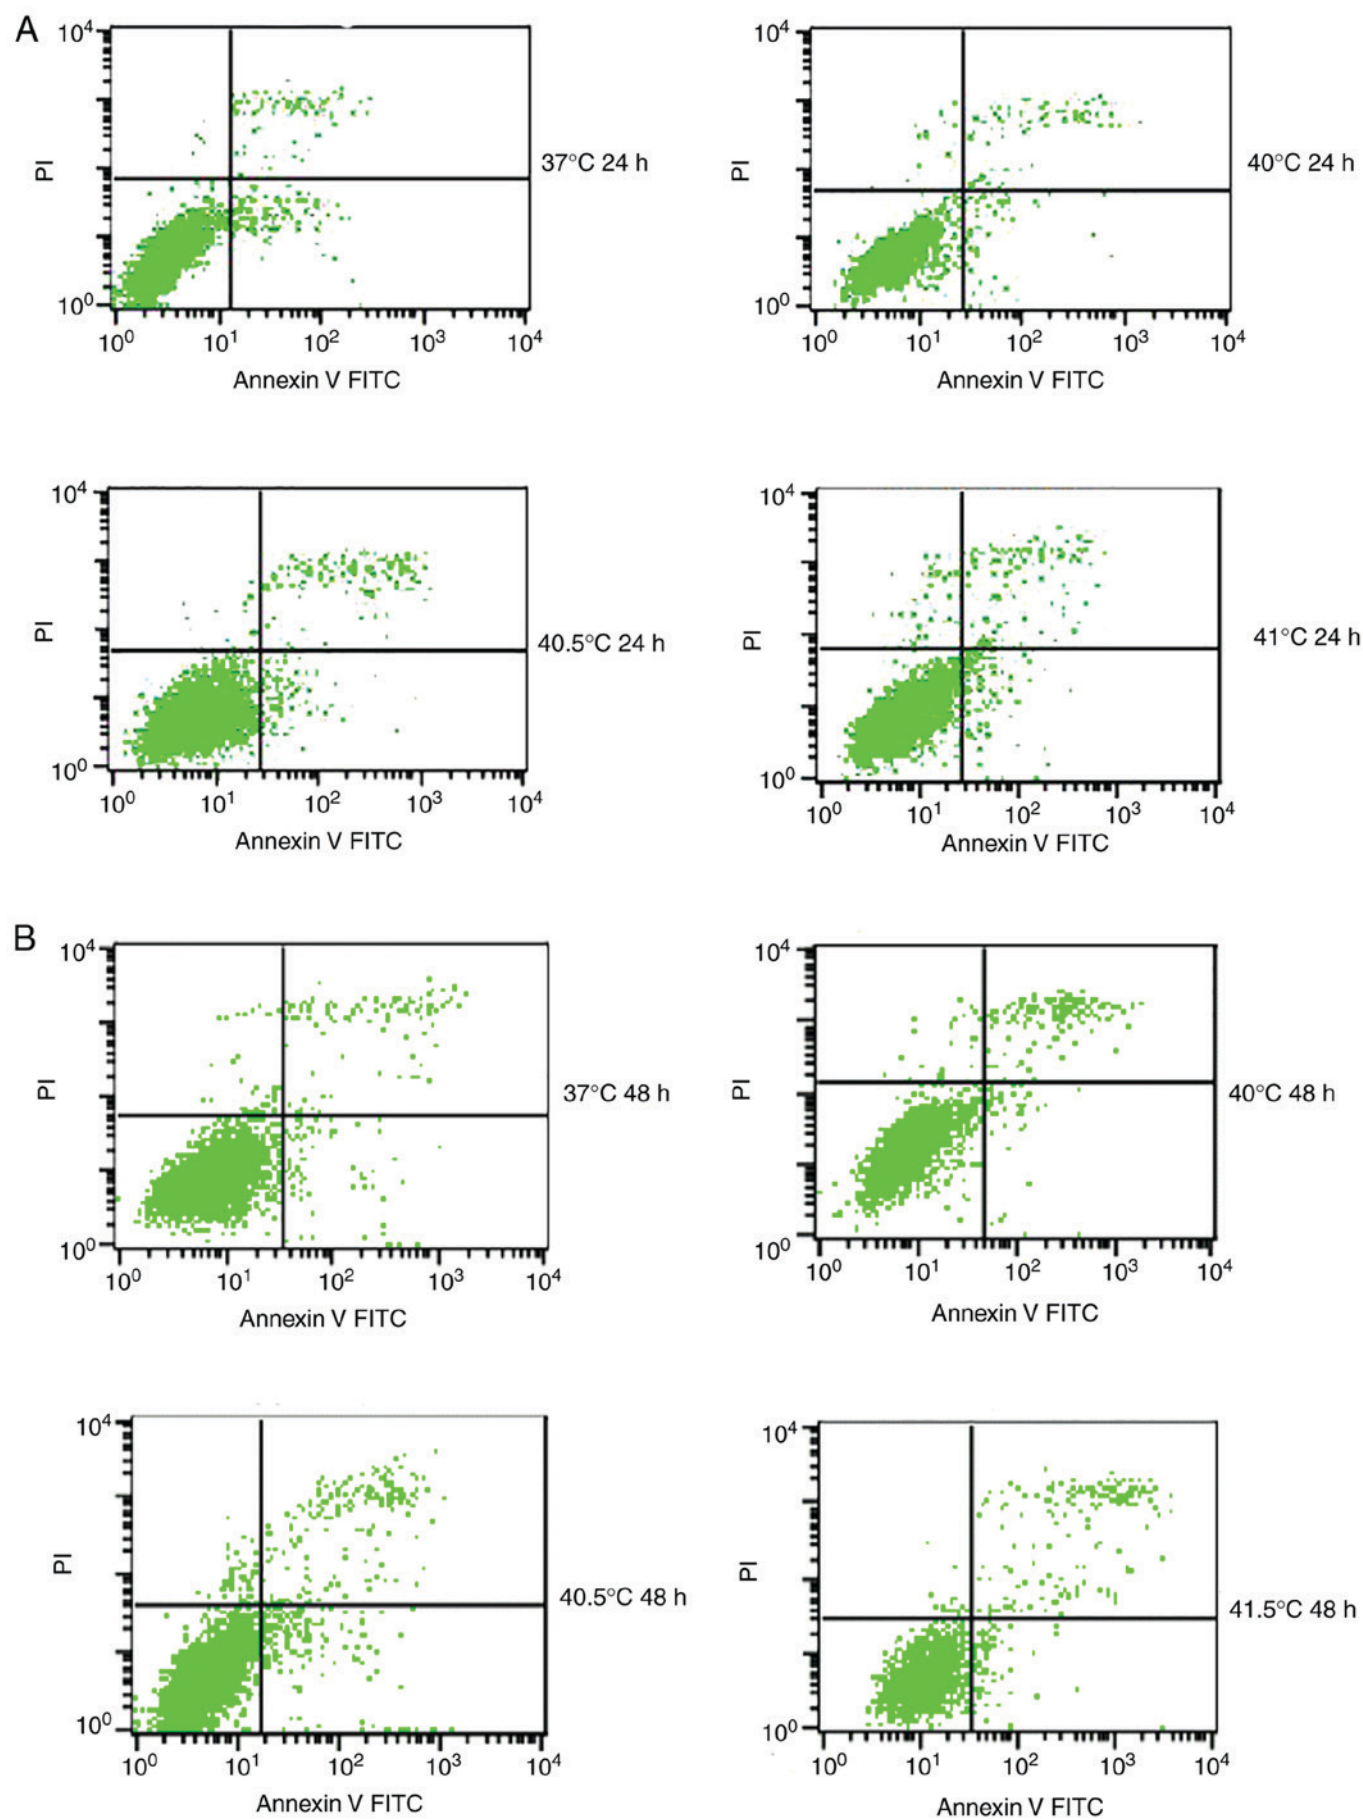 A
10⁴
PI
10⁰
10⁰ 10¹ 10² 10³ 10⁴
Annexin V FITC
37°C 24 h
10⁴
PI
10⁰
10⁰ 10¹ 10² 10³ 10⁴
Annexin V FITC
40°C 24 h
10⁴
PI
10⁰
10⁰ 10¹ 10² 10³ 10⁴
Annexin V FITC
40.5°C 24 h
10⁴
PI
10⁰
10⁰ 10¹ 10² 10³ 10⁴
Annexin V FITC
41°C 24 h
B
10⁴
PI
10⁰
10⁰ 10¹ 10² 10³ 10⁴
Annexin V FITC
37°C 48 h
10⁴
PI
10⁰
10⁰ 10¹ 10² 10³ 10⁴
Annexin V FITC
40°C 48 h
10⁴
PI
10⁰
10⁰ 10¹ 10² 10³ 10⁴
Annexin V FITC
40.5°C 48 h
10⁴
PI
10⁰
10⁰ 10¹ 10² 10³ 10⁴
Annexin V FITC
41.5°C 48 h